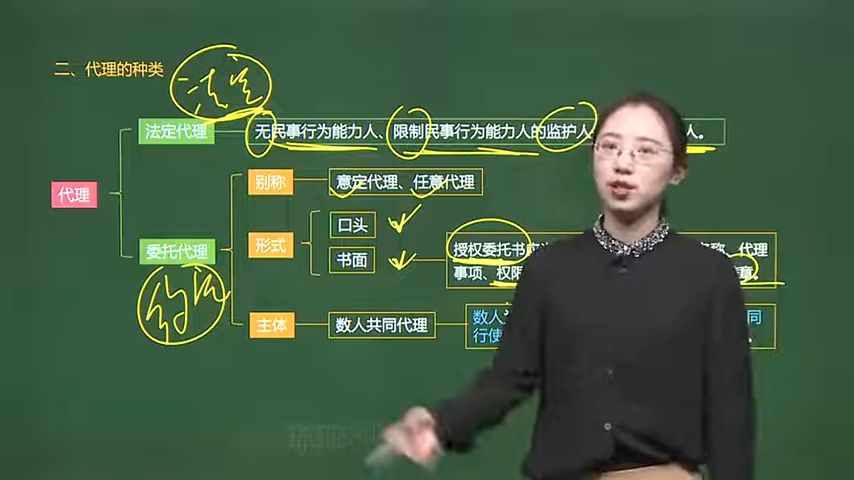 二、代理的种类
法定
法定代理
无民事行为能力人、限制民事行为能力人的监护人
人。
代理
别称
意定代理、任意代理
委托代理
形式
口头
书面
授权委托书
称、代理
事项、权限
章。
约定
主体
数人共同代理
数人
同
行使